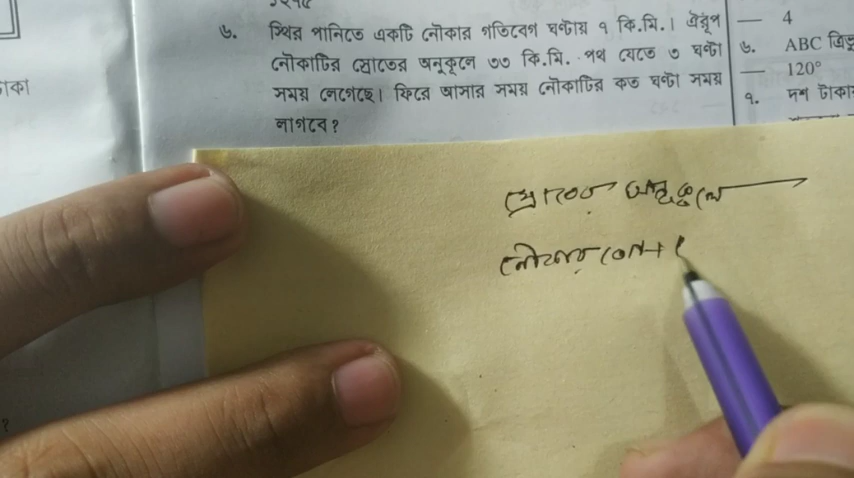 ৬. স্থির পানিতে একটি নৌকার গতিবেগ ঘণ্টায় ৭ কি.মি.। ঐরূপ
নৌকাটির স্রোতের অনুকূলে ৩৩ কি.মি. পথ যেতে ৩ ঘণ্টা
সময় লেগেছে। ফিরে আসার সময় নৌকাটির কত ঘণ্টা সময়
লাগবে?
— 4
৬. ABC ত্রিভু
— 120°
৭. দশ টাকা
টাকা
স্রোতের অনুকূলে
নৌকার বেগ +
?